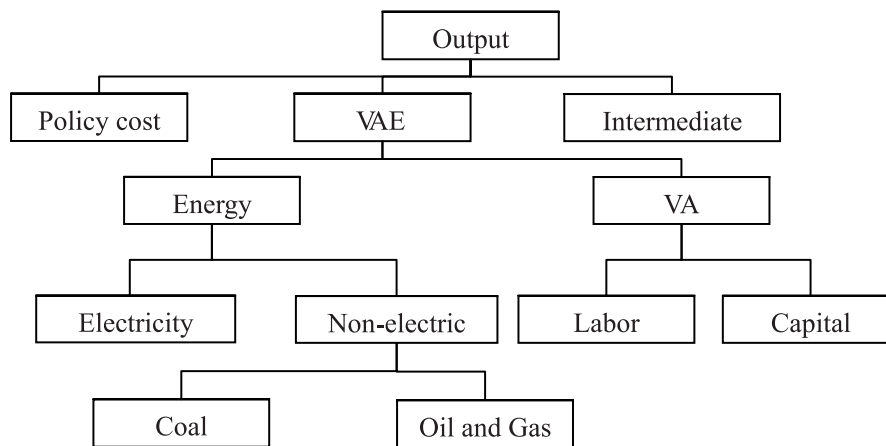 Output
Policy cost
VAE
Intermediate
Energy
VA
Electricity
Non-electric
Labor
Capital
Coal
Oil and Gas